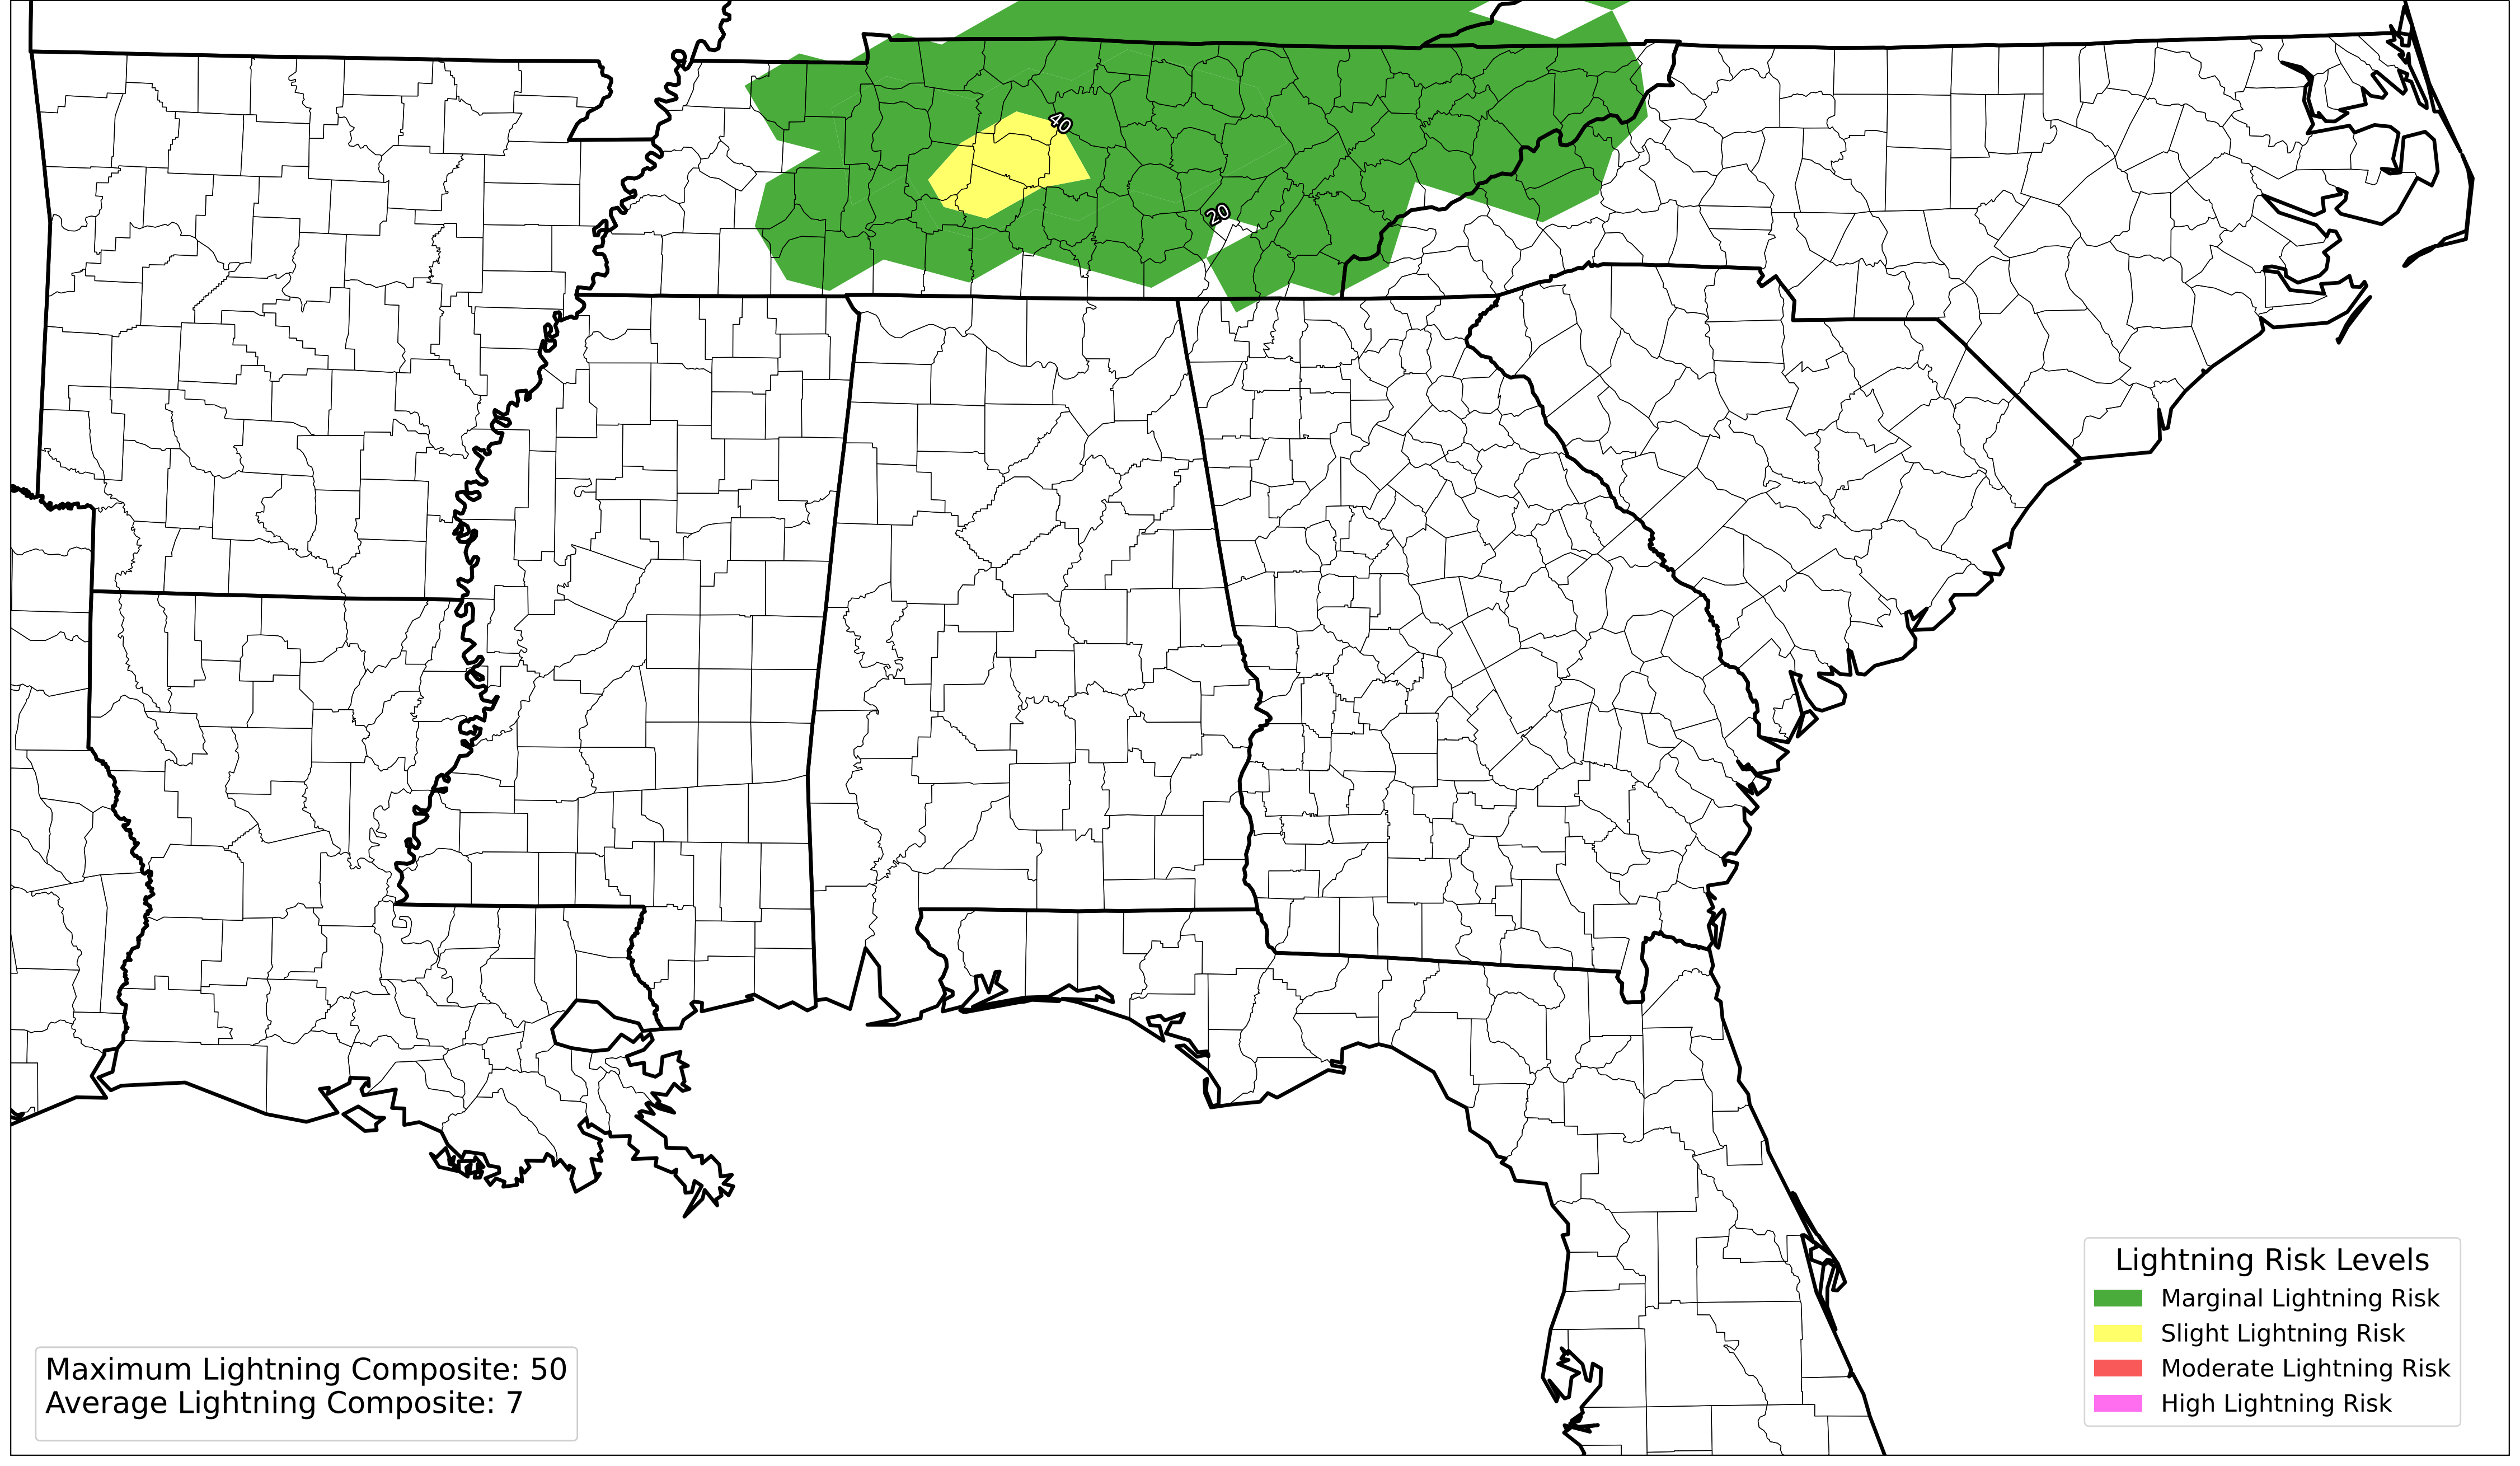 40
20
Lightning Risk Levels
Marginal Lightning Risk
Slight Lightning Risk
Moderate Lightning Risk
High Lightning Risk
Maximum Lightning Composite: 50
Average Lightning Composite: 7